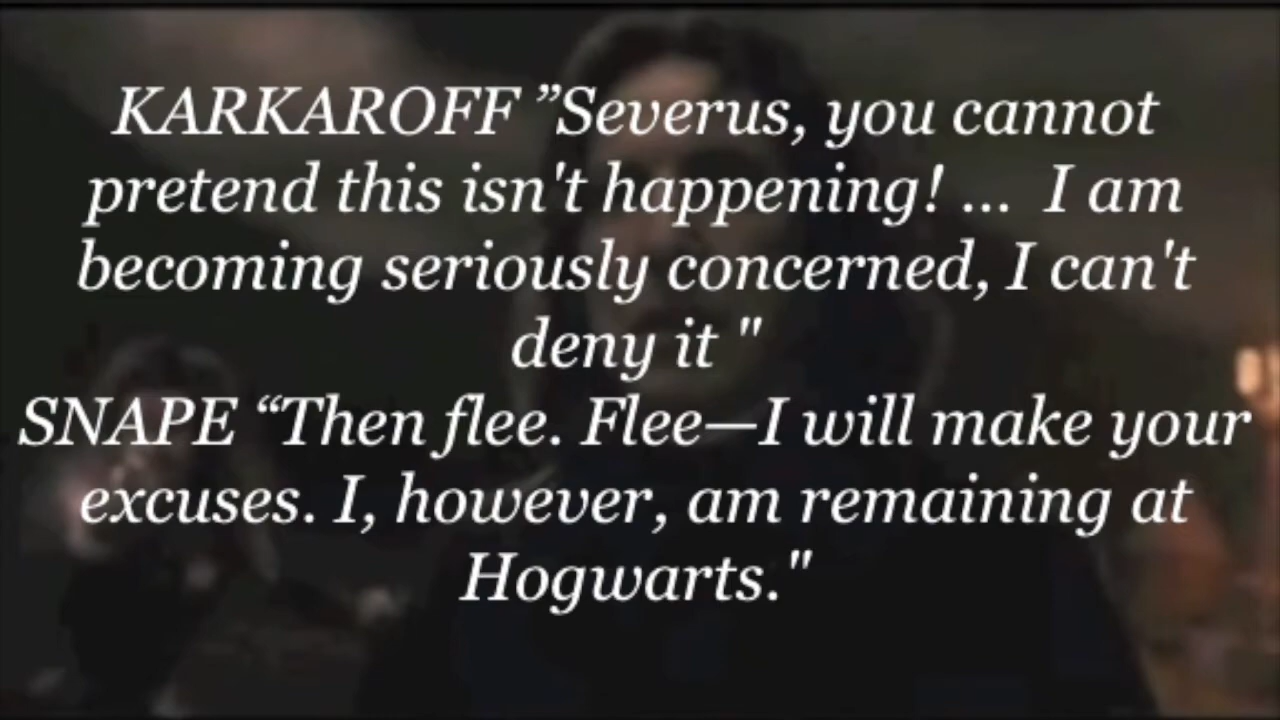 KARKAROFF ”Severus, you cannot
pretend this isn't happening! ... I am
becoming seriously concerned, I can't
deny it "
SNAPE “Then flee. Flee—I will make your
excuses. I, however, am remaining at
Hogwarts."